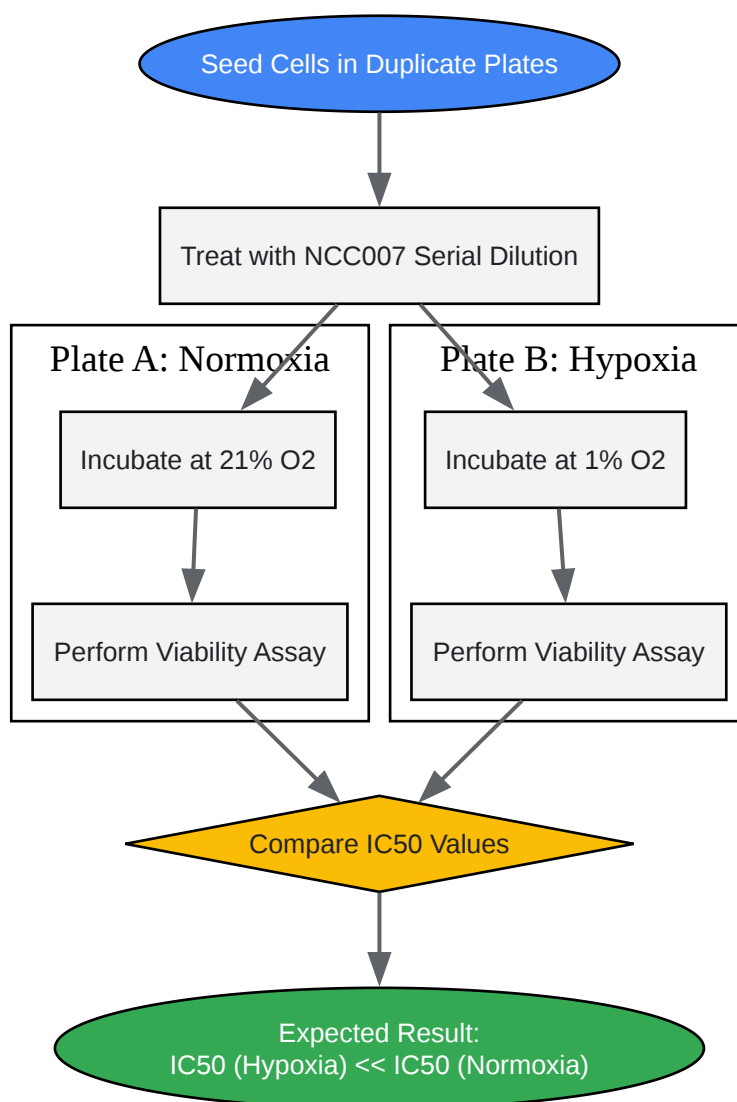 Seed Cells in Duplicate Plates
Treat with NCC007 Serial Dilution
Plate A: Normoxia
Incubate at 21% O2
Perform Viability Assay
Plate B: Hypoxia
Incubate at 1% O2
Perform Viability Assay
Compare IC50 Values
Expected Result:
IC50 (Hypoxia) << IC50 (Normoxia)